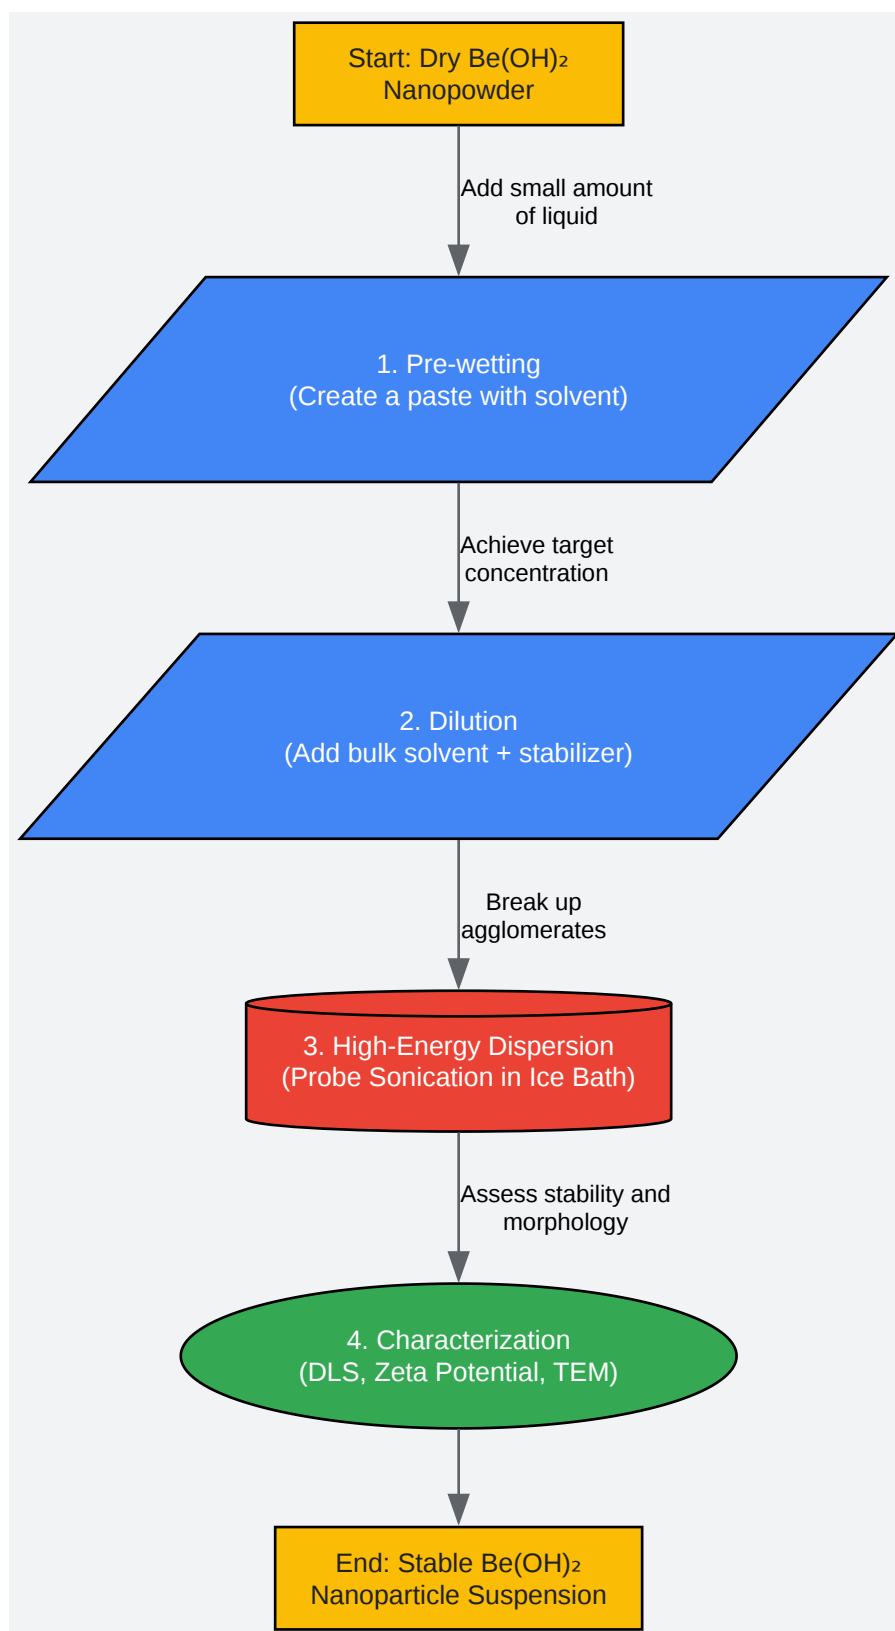 Start: Dry Be(OH)₂
Nanopowder
Add small amount
of liquid
1. Pre-wetting
(Create a paste with solvent)
Achieve target
concentration
2. Dilution
(Add bulk solvent + stabilizer)
Break up
agglomerates
3. High-Energy Dispersion
(Probe Sonication in Ice Bath)
Assess stability and
morphology
4. Characterization
(DLS, Zeta Potential, TEM)
End: Stable Be(OH)₂
Nanoparticle Suspension